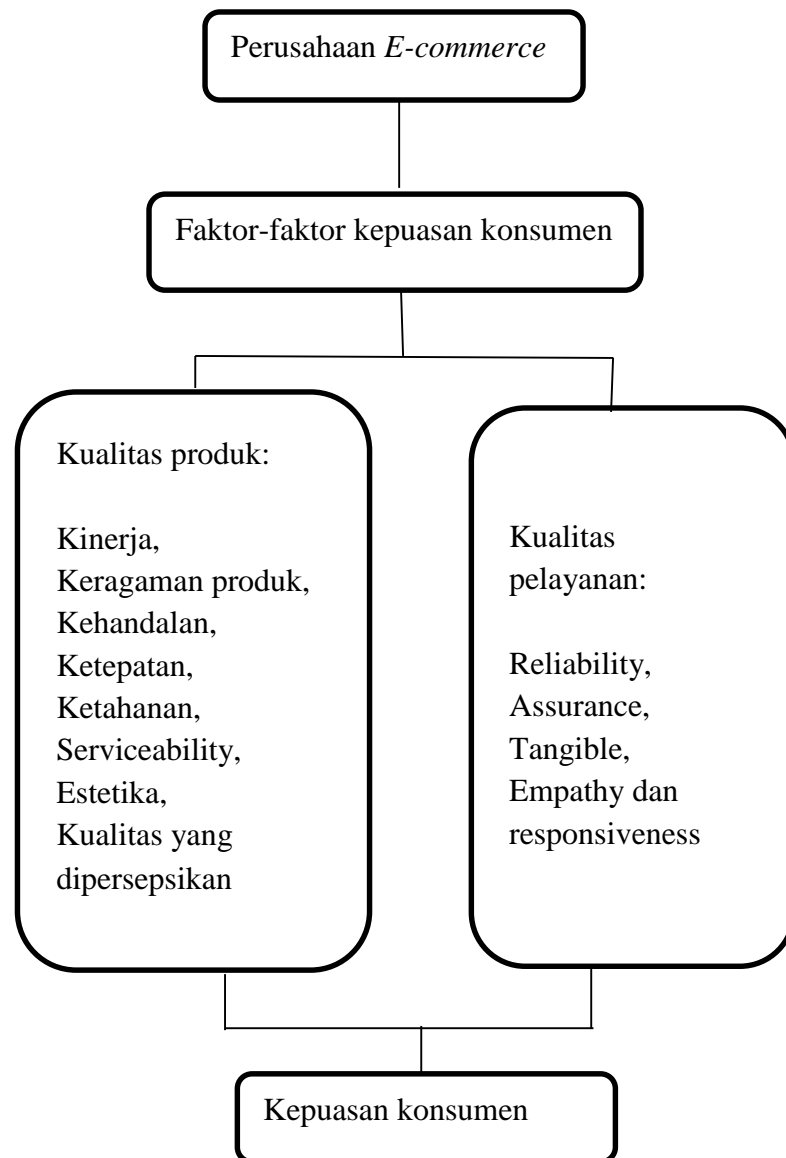 Perusahaan E-commerce
Faktor-faktor kepuasan konsumen
Kualitas produk:
Kinerja,
Keragaman produk,
Kehandalan,
Ketepatan,
Ketahanan,
Serviceability,
Estetika,
Kualitas yang
dipersepsikan
Kualitas
pelayanan:
Reliability,
Assurance,
Tangible,
Empathy dan
responsiveness
Kepuasan konsumen